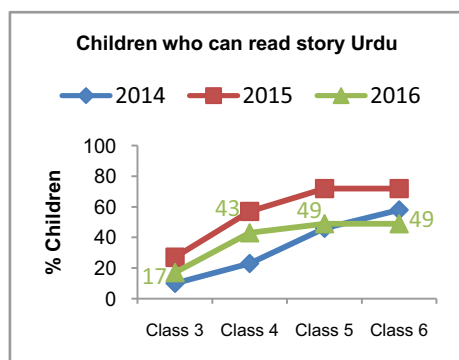 Children who can read story Urdu
2014 2015 2016
% Children
100
80
60
40
20
0
17
43
49
49
Class 3 Class 4 Class 5 Class 6